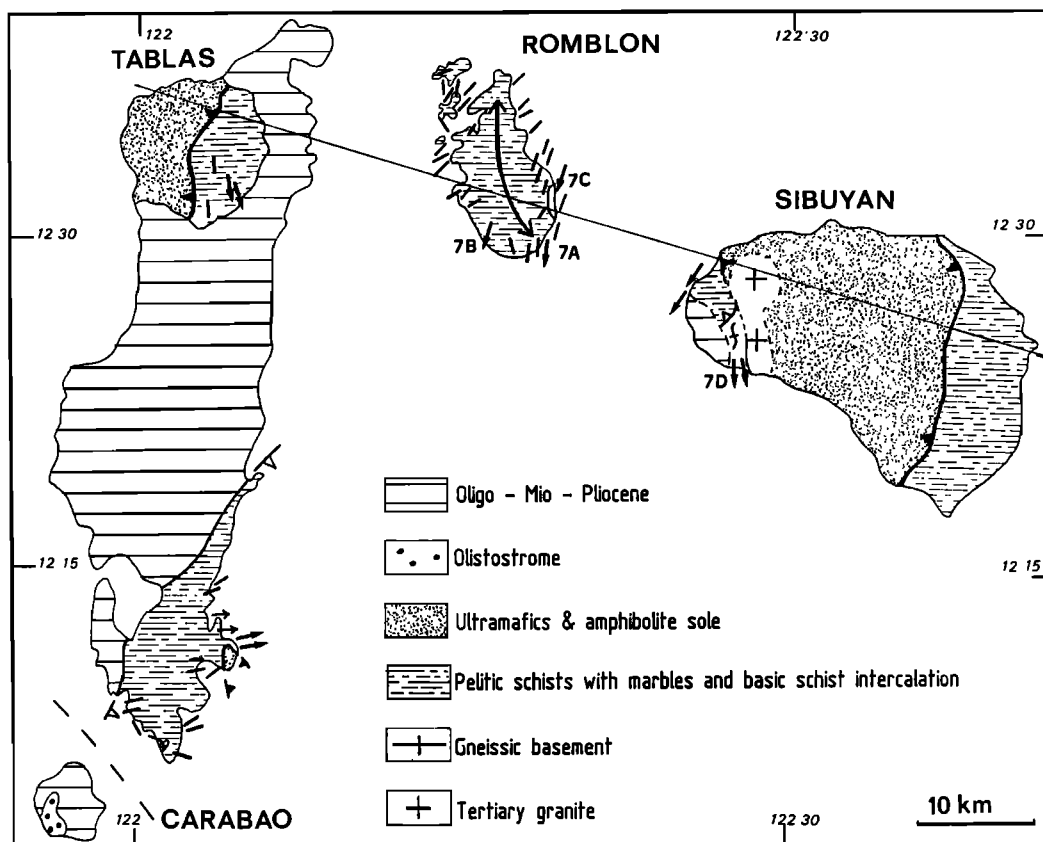 122
122°30
TABLAS
ROMBLON
7C
SIBUYAN
12 30
12 30
7B
7A
7D
Oligo - Mio - Pliocene
12 15
12 15
Olistostrome
Ultramafics & amphibolite sole
Pelitic schists with marbles and basic schist intercalation
Gneissic basement
Tertiary granite
10 km
122
CARABAO
122 30